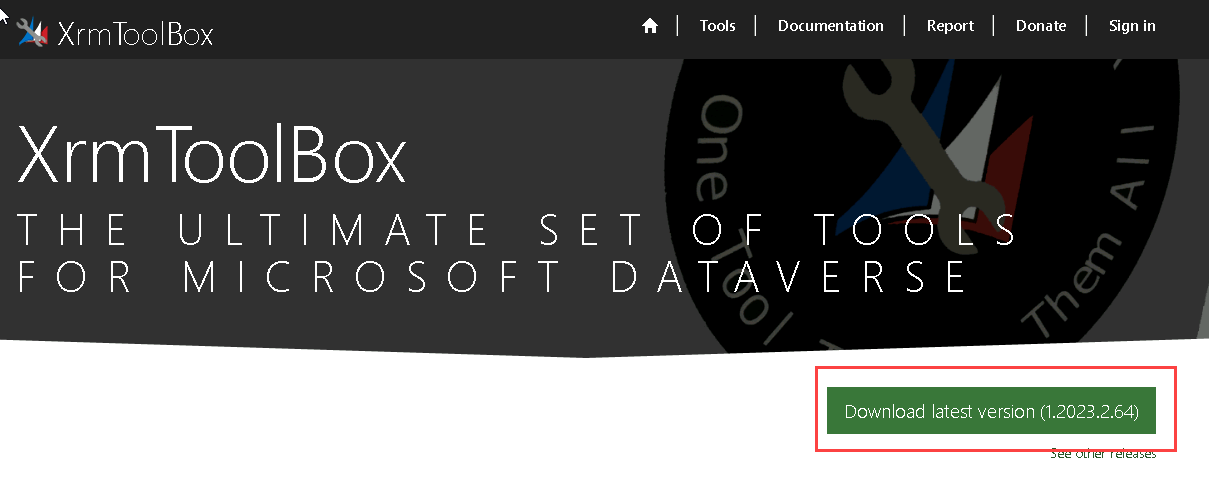 XrmToolBox
Tools
Documentation
Report
Donate
Sign in
XrmToolBox
THE ULTIMATE SET OF TOOLS
FOR MICROSOFT DATAVERSE
One Tool
Them All
Download latest version (1.2023.2.64)
See other releases